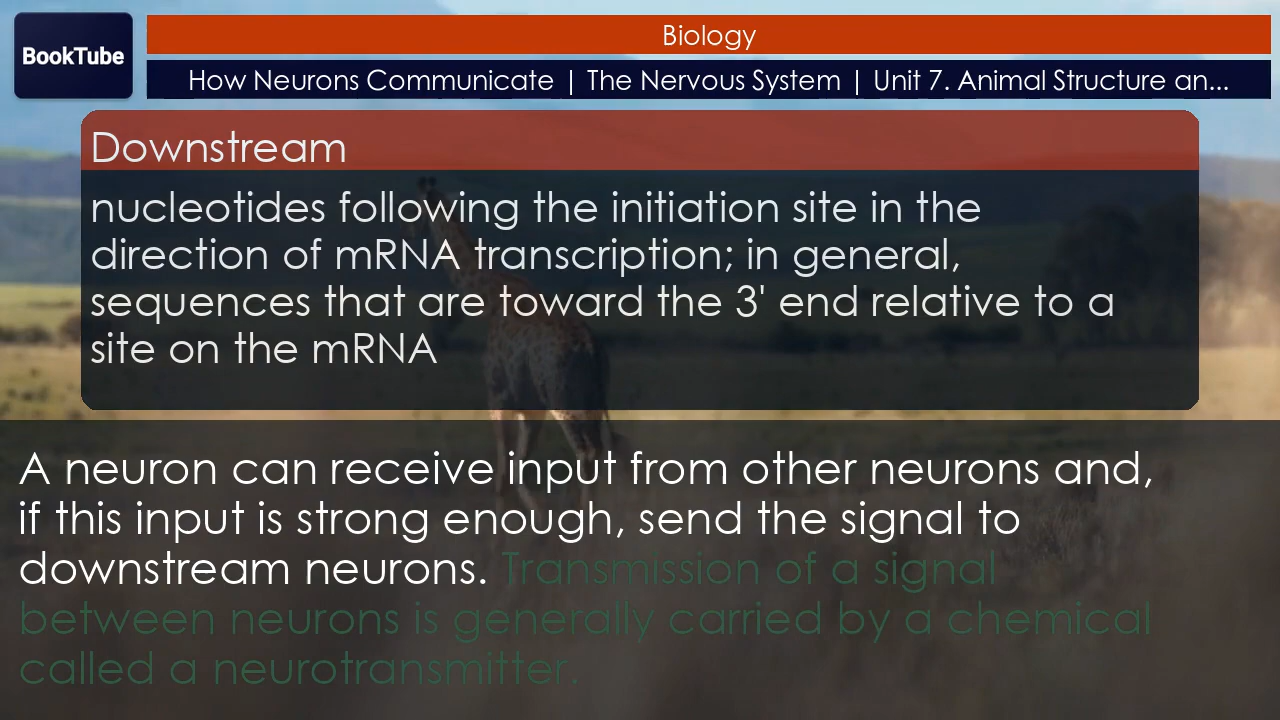 BookTube
Biology
How Neurons Communicate | The Nervous System | Unit 7. Animal Structure an...
Downstream
nucleotides following the initiation site in the
direction of mRNA transcription; in general,
sequences that are toward the 3' end relative to a
site on the mRNA
A neuron can receive input from other neurons and,
if this input is strong enough, send the signal to
downstream neurons. Transmission of a signal
between neurons is generally carried by a chemical
called a neurotransmitter.